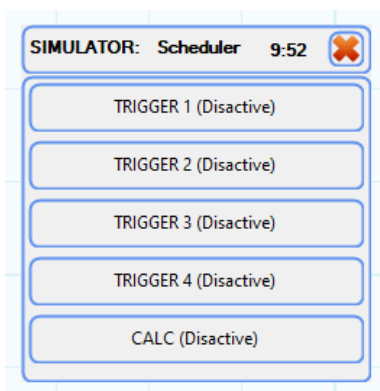 SIMULATOR: Scheduler 9:52
TRIGGER 1 (Disactive)
TRIGGER 2 (Disactive)
TRIGGER 3 (Disactive)
TRIGGER 4 (Disactive)
CALC (Disactive)